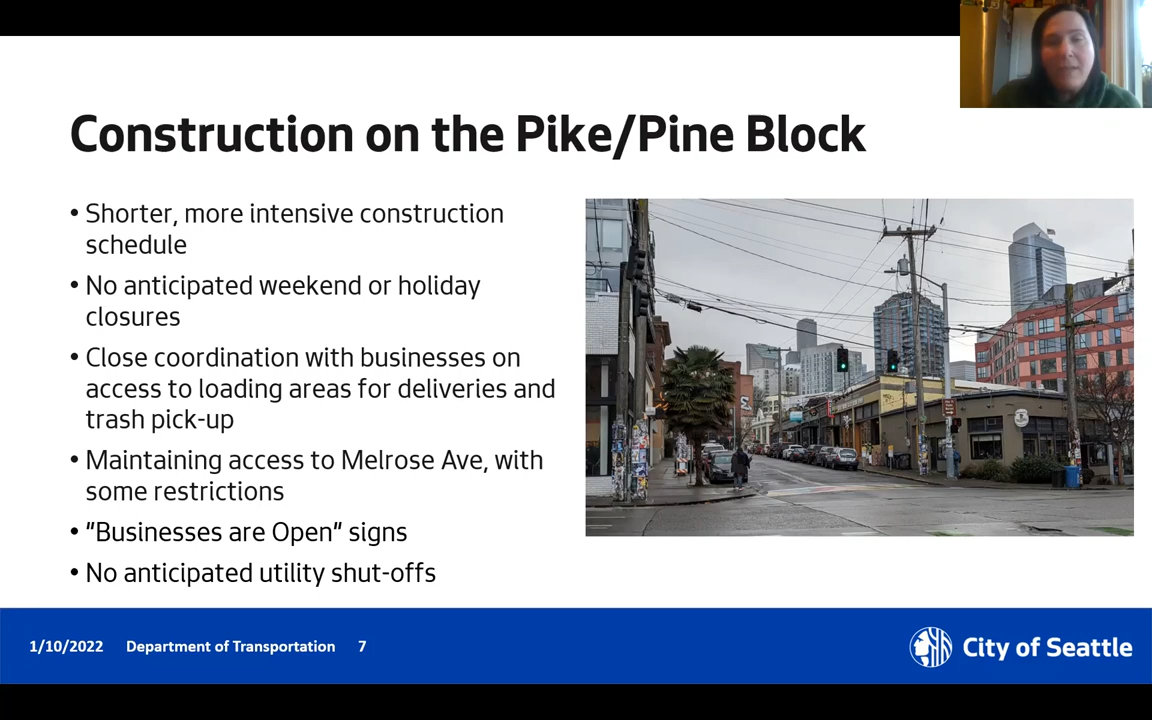 Construction on the Pike/Pine Block
• Shorter, more intensive construction
schedule
• No anticipated weekend or holiday
closures
• Close coordination with businesses on
access to loading areas for deliveries and
trash pick-up
• Maintaining access to Melrose Ave, with
some restrictions
• "Businesses are Open" signs
• No anticipated utility shut-offs
1/10/2022 Department of Transportation 7
City of Seattle